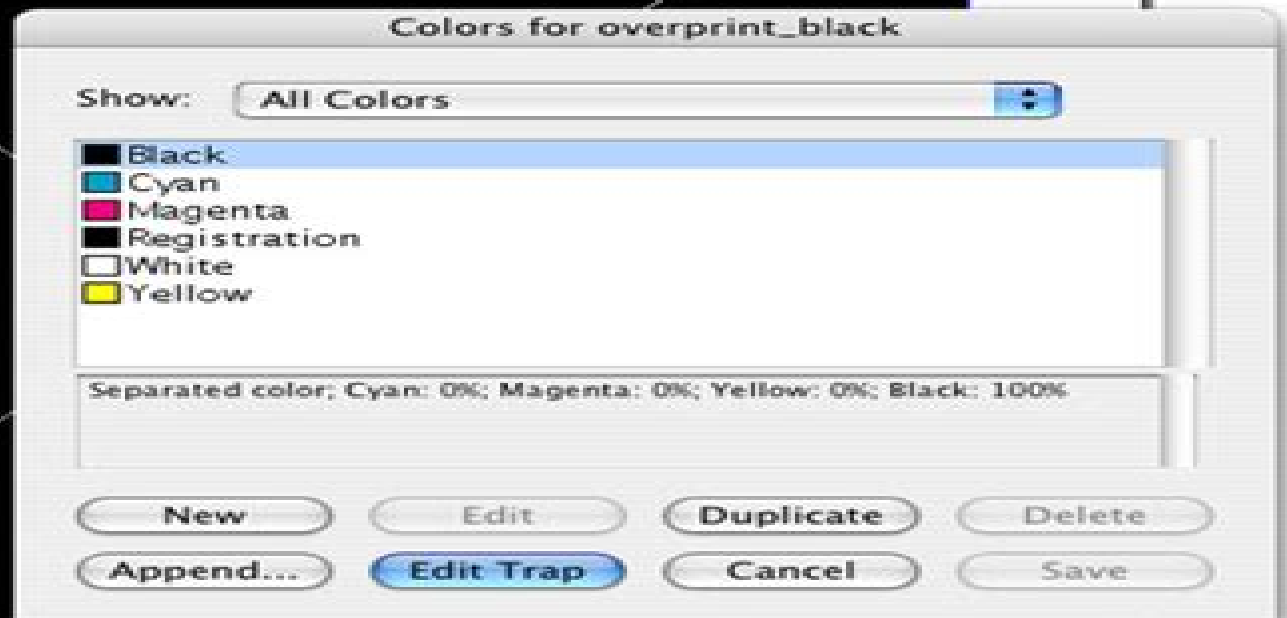 Colors for overprint_black
Show: All Colors
Black
Cyan
Magenta
Registration
White
Yellow
Separated color; Cyan: 0%; Magenta: 0%; Yellow: 0%; Black: 100%
New Edit Duplicate Delete
Append... Edit Trap Cancel Save